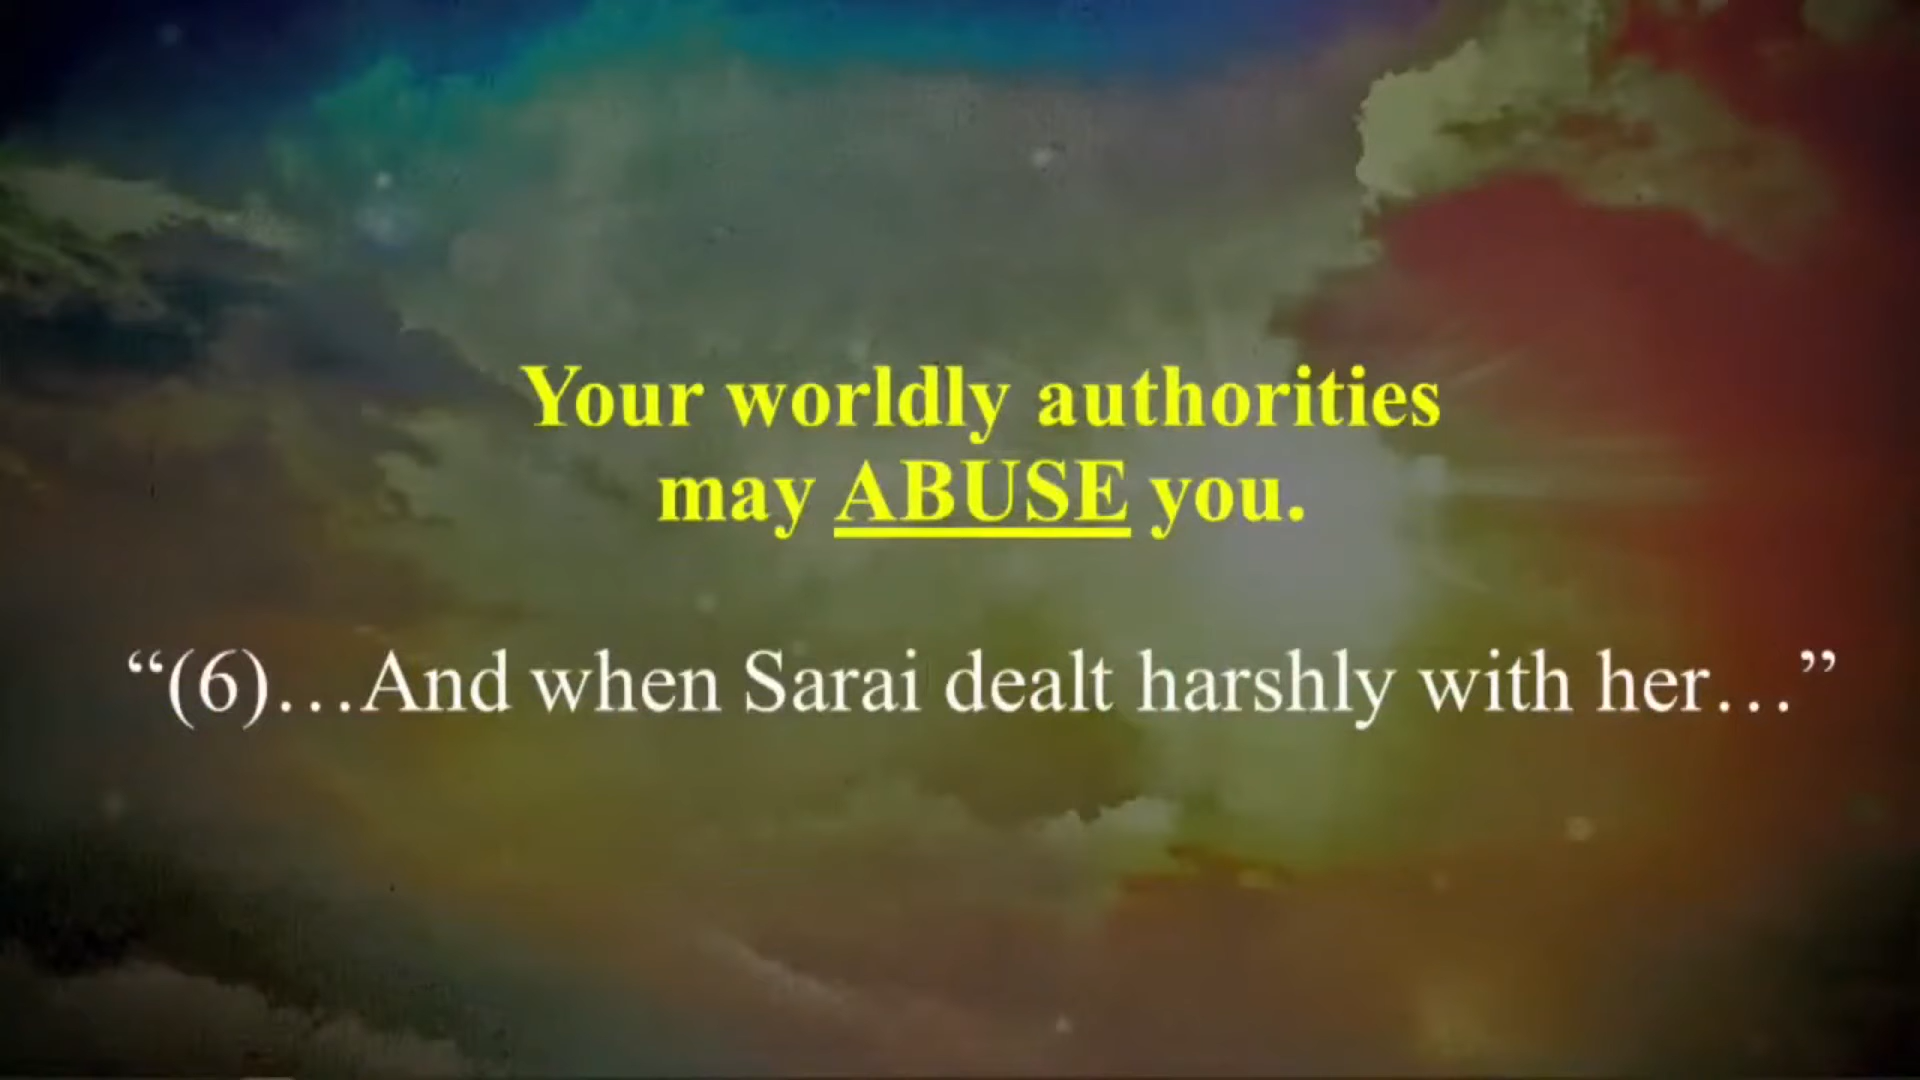 Your worldly authorities
may ABUSE you.
“(6)…And when Sarai dealt harshly with her…”